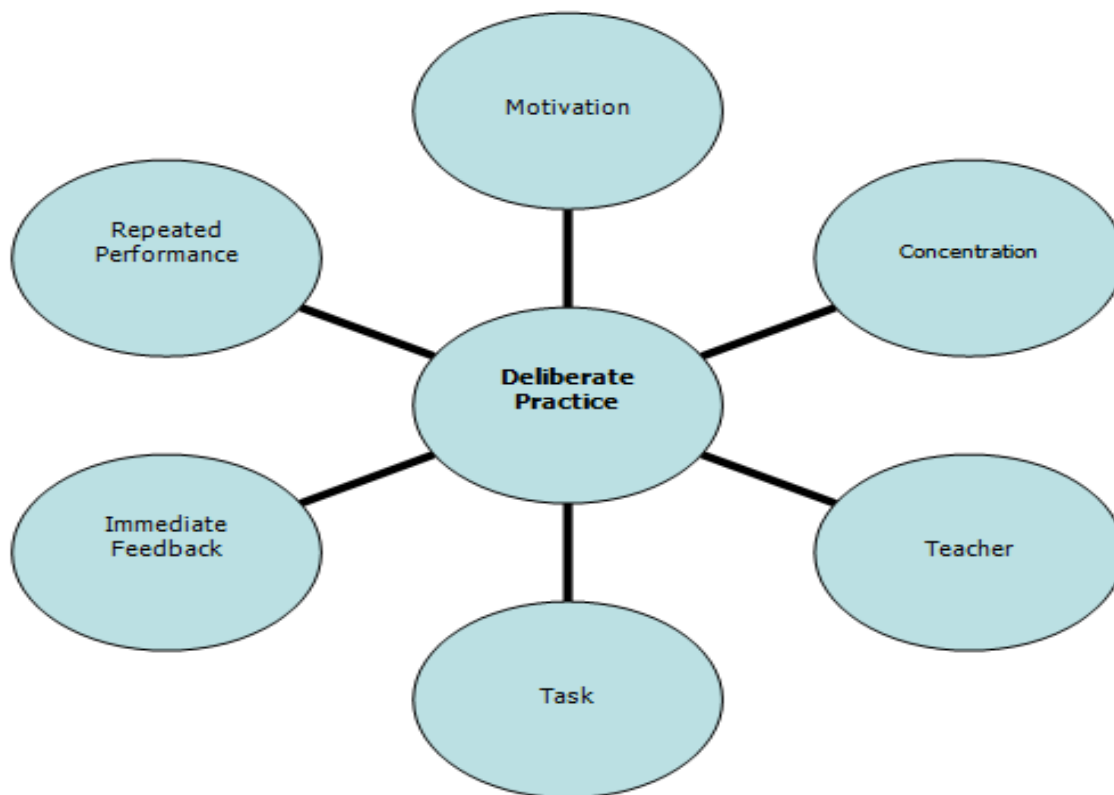 Motivation
Repeated
Performance
Concentration
Deliberate
Practice
Immediate
Feedback
Teacher
Task